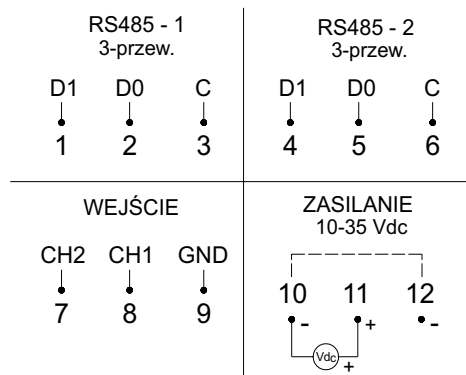 RS485 - 1
3-przew.
D1 D0 C
1 2 3
RS485 - 2
3-przew.
D1 D0 C
4 5 6
WEJŚCIE
CH2 CH1 GND
7 8 9
ZASILANIE
10-35 Vdc
10 11 12
- + -
Vdc +